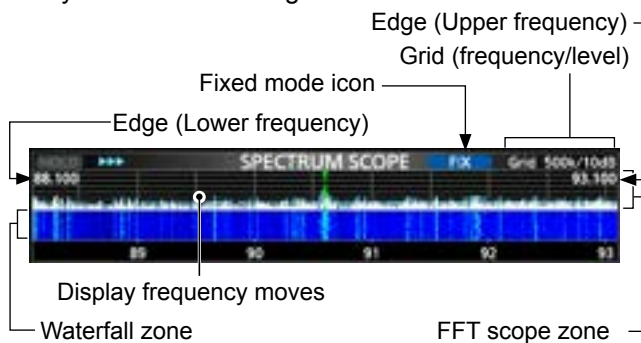 Edge (Upper frequency)
Grid (frequency/level)
Fixed mode icon
Edge (Lower frequency)
HOLD SPECTRUM SCOPE FIX Grid 500k/10dB
88.100 93.100
89 90 91 92 93
Display frequency moves
Waterfall zone FFT scope zone